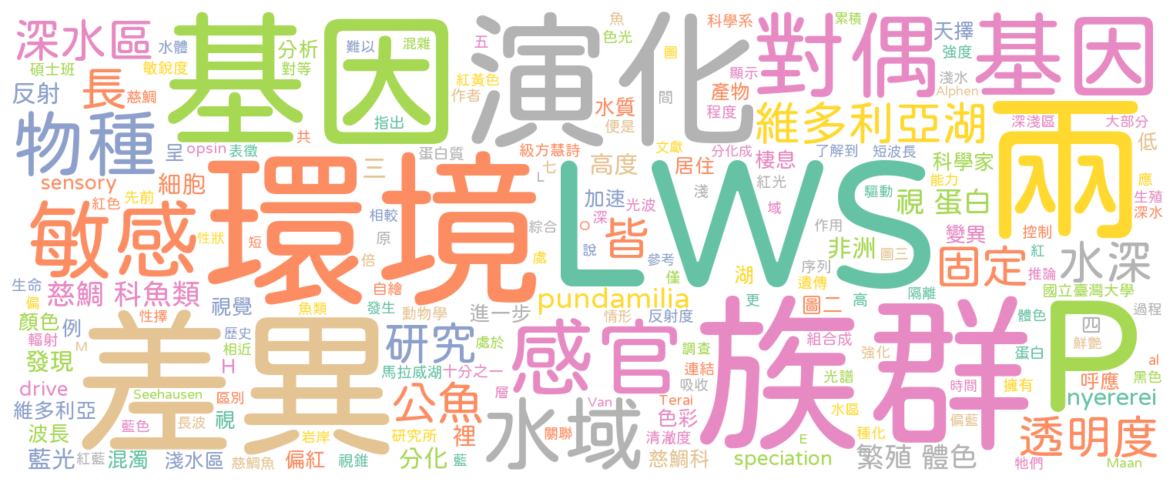 深水區
水體
基因
難以
混雜
分析
對等
演化
五
魚
色光
圖
間
科學系
顯示
對偶基因
天擇
強度
淺水
Alphen
累積
碩士班
敏銳度
反射
長
慈鯛
紅黃色
作者
水質
便是
產物
程度
維多利亞湖
深淺區
大部分
兩
低
物種
呈
opsin
表徵
指出
共
蛋白質
級方慧詩
文獻
七
L
三
高度
居住
棲息
分化成
了解到
短波長
科學家
能力
應
生殖
深水
sensory
細胞
紅色
先前
環境
LWS
加速
光波
淺
紅光
域
驅動
視
蛋白
變異
控制
敏感
性狀
短
相較
原
倍
綜合
深
說
皆
作用
非洲
圖三
固定
紅
推論
水深
生命
偏
慈鯛
科魚類
視覺
自繪
處
參考
僅
湖
更
序列
遺傳
高
隔離
國立臺灣大學
顏色
例
性擇
魚類
發生
動物學
進一步
pundamilia
情形
反射度
圖二
體色
過程
四
鮮艷
輻射
發現
歷史
相近
M
H
差異
處於
研究
馬拉威湖
十分之一
感官
調查
連結
吸收
族群
組合成
強化
光譜
時間
擁有
蛋白
P
al
黑色
呼應
drive
Seehausen
區別
公魚
層
Van
Terai
色彩
水區
偏藍
nyererei
維多利亞
藍色
長波
視
裡
水域
清澈度
E
種化
透明度
波長
紅藍
岩岸
研究所
關聯
藍光
混濁
淺水區
慈鯛魚
偏紅
視錐
分化
藍
慈鯛科
speciation
繁殖
體色
牠們
Maan